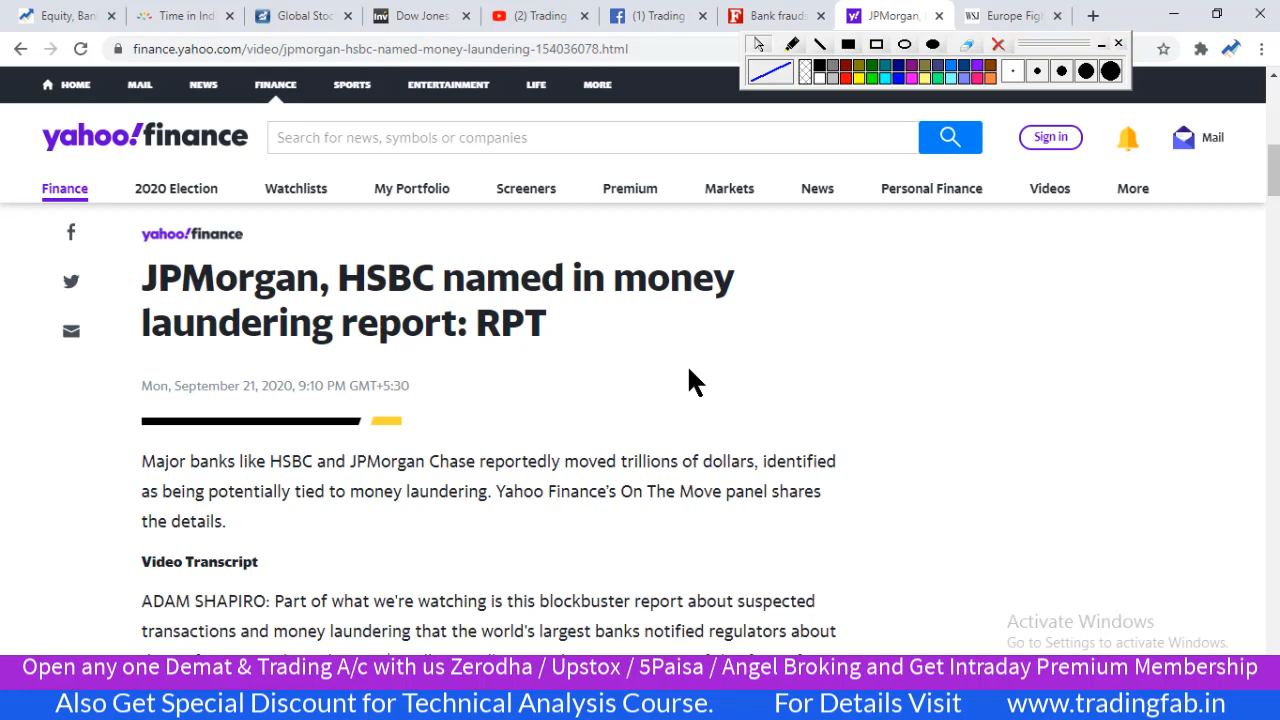 Equity, Ban
Time in Ind
Global Stoc
Dow Jones
(2) Trading
(1) Trading
Bank frauds
JPMorgan,
Europe Figh
finance.yahoo.com/video/jpmorgan-hsbc-named-money-laundering-154036078.html
HOME MAIL NEWS FINANCE SPORTS ENTERTAINMENT LIFE MORE
yahoo!finance
Search for news, symbols or companies
Sign in
Mail
Finance 2020 Election Watchlists My Portfolio Screeners Premium Markets News Personal Finance Videos More
yahoo!finance
JPMorgan, HSBC named in money
laundering report: RPT
Mon, September 21, 2020, 9:10 PM GMT+5:30
Major banks like HSBC and JPMorgan Chase reportedly moved trillions of dollars, identified
as being potentially tied to money laundering. Yahoo Finance's On The Move panel shares
the details.
Video Transcript
ADAM SHAPIRO: Part of what we're watching is this blockbuster report about suspected
transactions and money laundering that the world's largest banks notified regulators about
Activate Windows
Go to Settings to activate Windows.
Open any one Demat & Trading A/c with us Zerodha / Upstox / 5Paisa / Angel Broking and Get Intraday Premium Membership
Also Get Special Discount for Technical Analysis Course. For Details Visit www.tradingfab.in